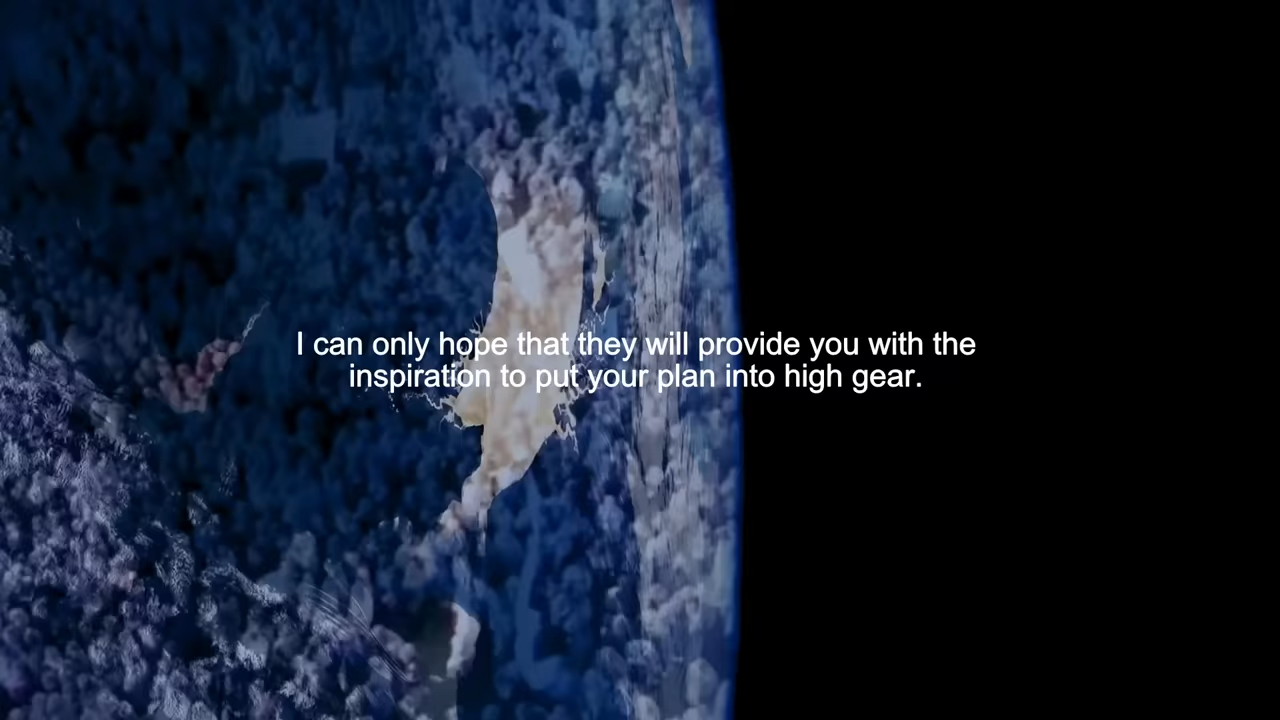 I can only hope that they will provide you with the
inspiration to put your plan into high gear.